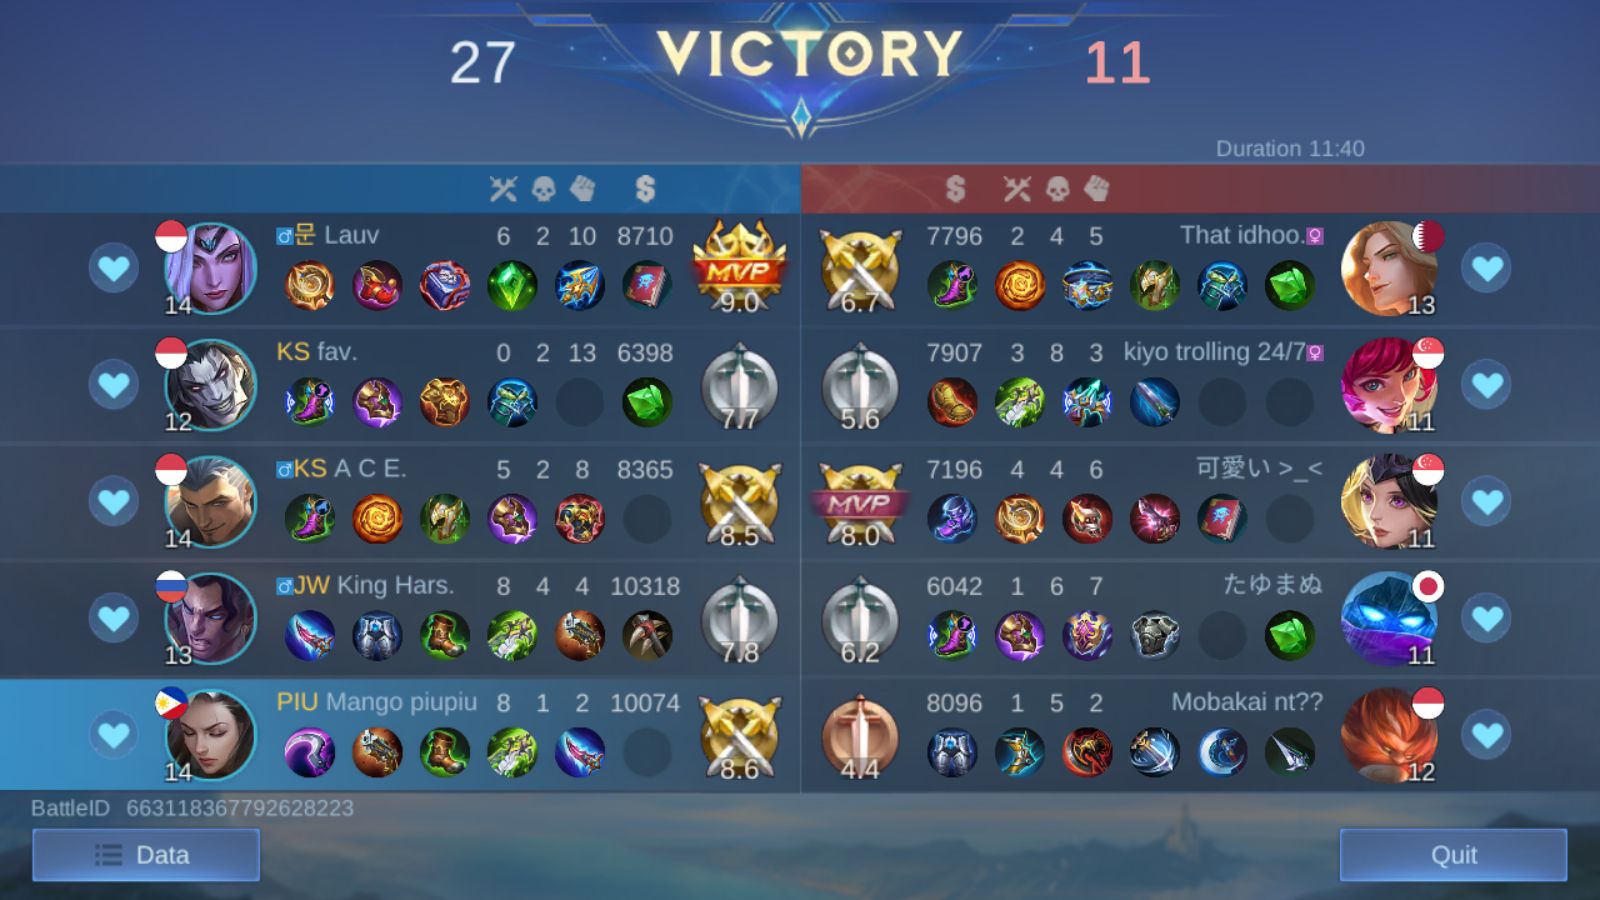 27 VICTORY 11
Duration 11:40
문 Lauv 6 2 10 8710
14 MVP 9.0
6.7 7796 2 4 5 That idhoo.
13
KS fav. 0 2 13 6398
12 7.7
5.6 7907 3 8 3 kiyo trolling 24/7
11
KS A C E. 5 2 8 8365
14 8.5
MVP 8.0 7196 4 4 6 可愛い >_<
11
JW King Hars. 8 4 4 10318
13 7.8
6.2 6042 1 6 7 たゆまぬ
11
PIU Mango piupiu 8 1 2 10074
14 8.6
4.4 8096 1 5 2 Mobakai nt??
12
BattleID 663118367792628223
Data
Quit